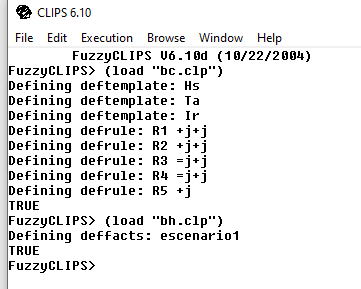 CLIPS 6.10
File Edit Execution Browse Window Help
FuzzyCLIPS V6.10d (10/22/2004)
FuzzyCLIPS> (load "bc.clp")
Defining deftemplate: Hs
Defining deftemplate: Ta
Defining deftemplate: Ir
Defining defrule: R1 +j+j
Defining defrule: R2 +j+j
Defining defrule: R3 =j+j
Defining defrule: R4 =j+j
Defining defrule: R5 +j
TRUE
FuzzyCLIPS> (load "bh.clp")
Defining deffacts: escenario1
TRUE
FuzzyCLIPS>